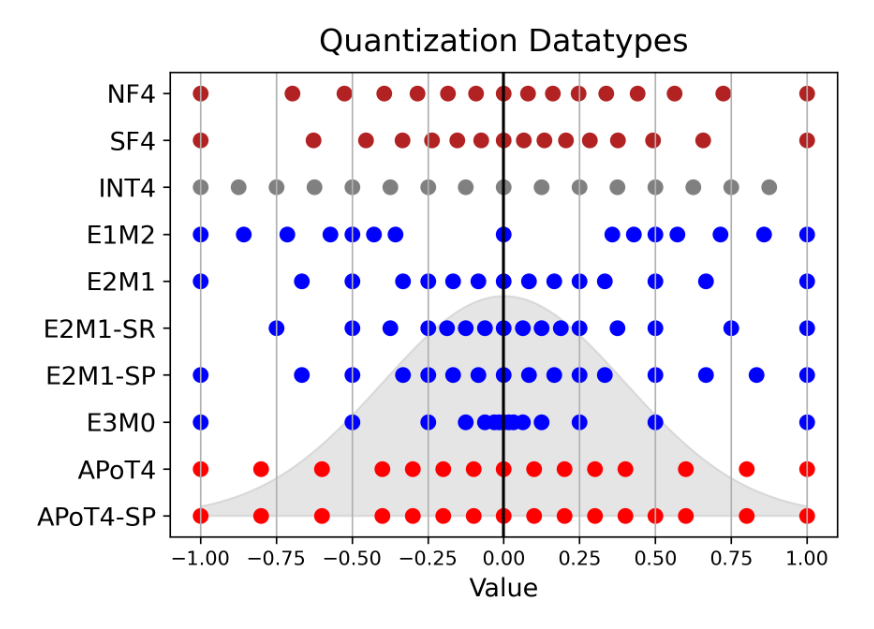 Quantization Datatypes
NF4
SF4
INT4
E1M2
E2M1
E2M1-SR
E2M1-SP
E3M0
APoT4
APoT4-SP
−1.00 −0.75 −0.50 −0.25 0.00 0.25 0.50 0.75 1.00
Value